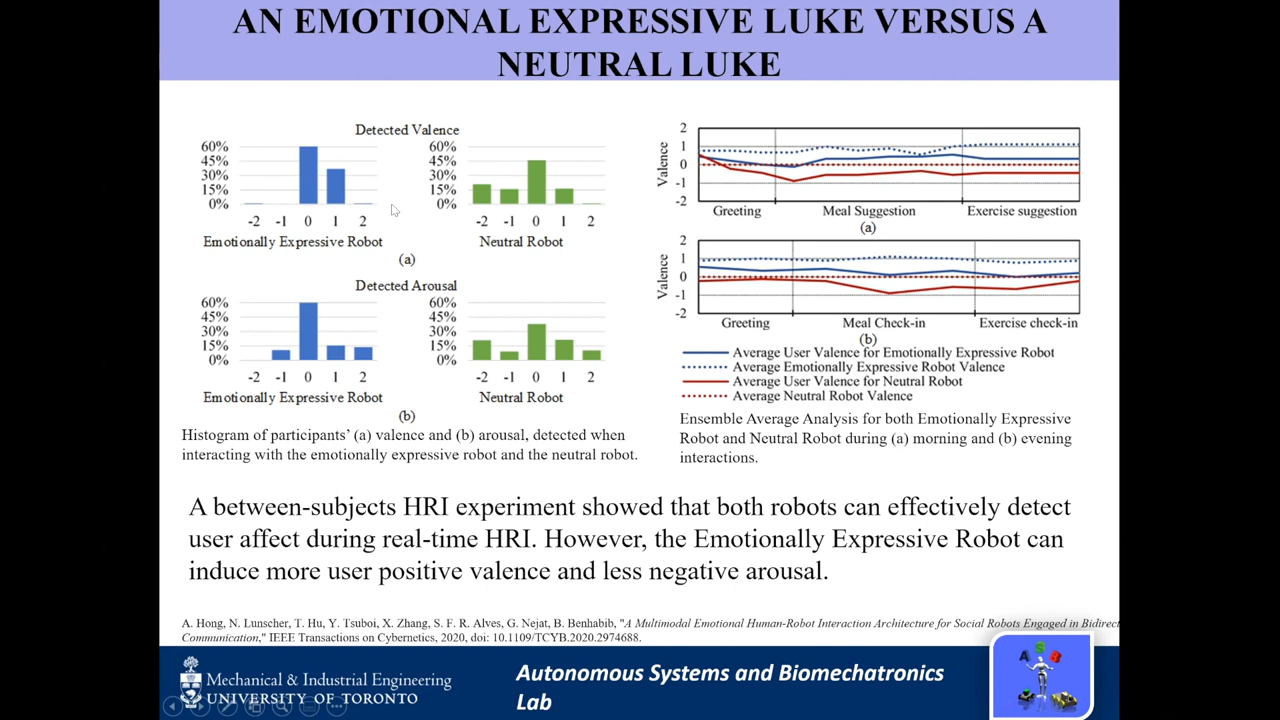 AN EMOTIONAL EXPRESSIVE LUKE VERSUS A
NEUTRAL LUKE
Detected Valence
60%
45%
30%
15%
0%
-2 -1 0 1 2
Emotionally Expressive Robot
60%
45%
30%
15%
0%
-2 -1 0 1 2
Neutral Robot
(a)
Detected Arousal
60%
45%
30%
15%
0%
-2 -1 0 1 2
Emotionally Expressive Robot
60%
45%
30%
15%
0%
-2 -1 0 1 2
Neutral Robot
(b)
Histogram of participants' (a) valence and (b) arousal, detected when
interacting with the emotionally expressive robot and the neutral robot.
Valence
2
1
0
-1
-2
Greeting Meal Suggestion Exercise suggestion
(a)
Valence
2
1
0
-1
-2
Greeting Meal Check-in Exercise check-in
(b)
Average User Valence for Emotionally Expressive Robot
Average Emotionally Expressive Robot Valence
Average User Valence for Neutral Robot
Average Neutral Robot Valence
Ensemble Average Analysis for both Emotionally Expressive
Robot and Neutral Robot during (a) morning and (b) evening
interactions.
A between-subjects HRI experiment showed that both robots can effectively detect
user affect during real-time HRI. However, the Emotionally Expressive Robot can
induce more user positive valence and less negative arousal.
A. Hong, N. Lunscher, T. Hu, Y. Tsuboi, X. Zhang, S. F. R. Alves, G. Nejat, B. Benhabib, "A Multimodal Emotional Human-Robot Interaction Architecture for Social Robots Engaged in Bidirect
Communication," IEEE Transactions on Cybernetics, 2020, doi: 10.1109/TCYB.2020.2974688.
Mechanical & Industrial Engineering
UNIVERSITY OF TORONTO
Autonomous Systems and Biomechatronics
Lab
A S B